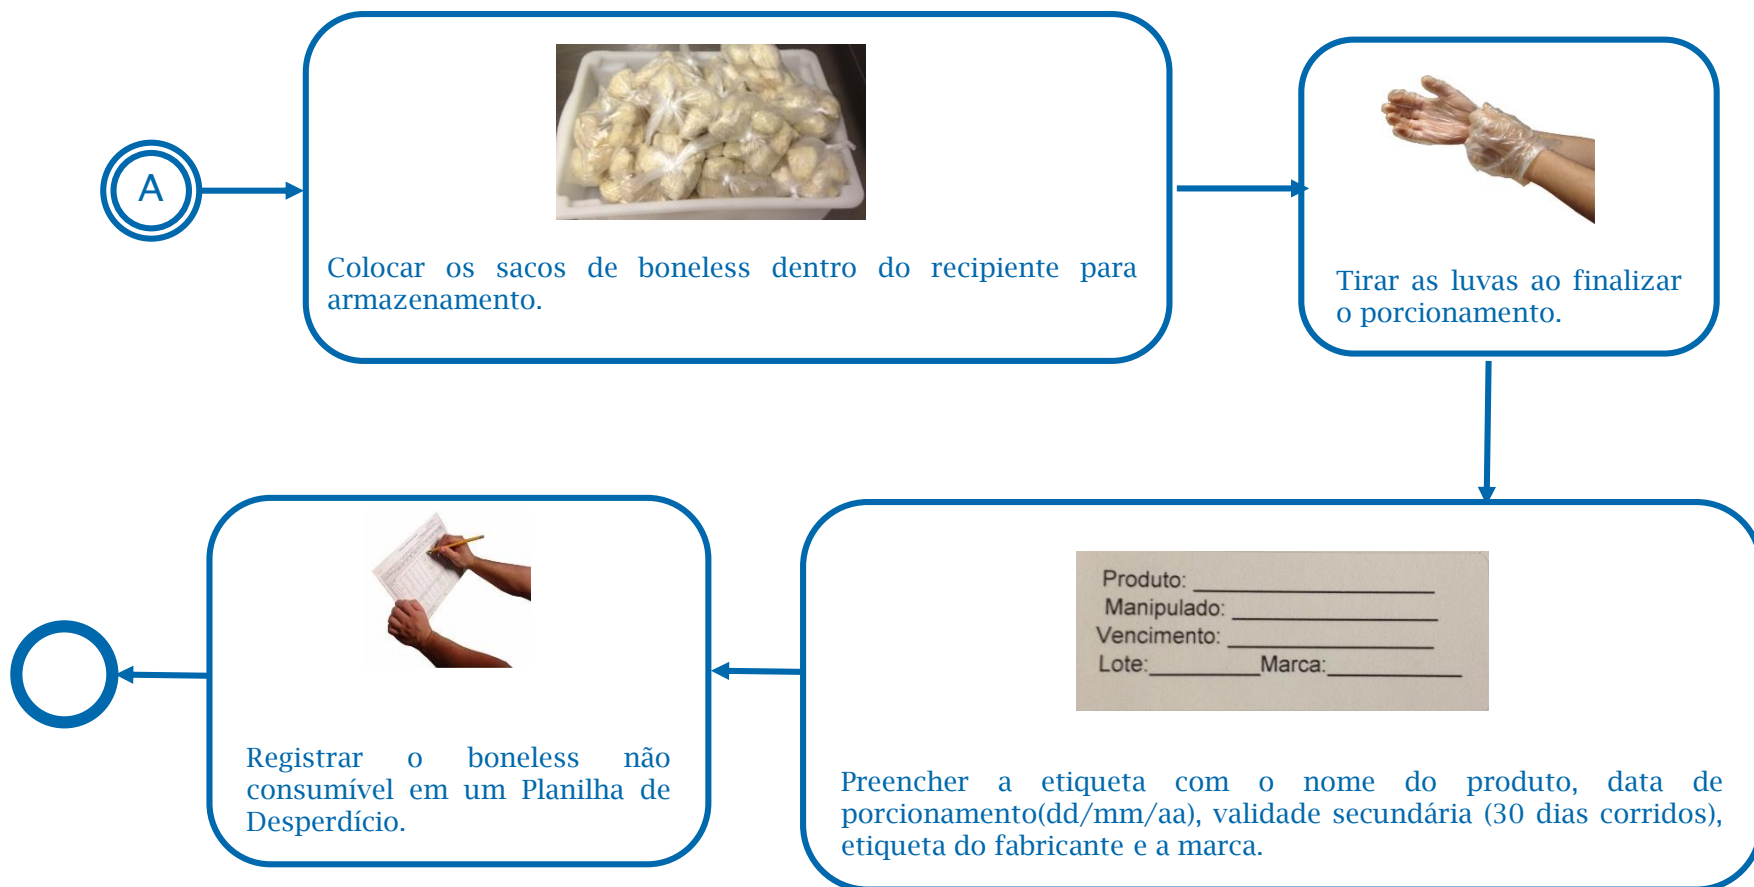 A
Colocar os sacos de boneless dentro do recipiente para
armazenamento.
Tirar as luvas ao finalizar
o porcionamento.
Produto:
Manipulado:
Vencimento:
Lote: Marca:
Preencher a etiqueta com o nome do produto, data de
porcionamento(dd/mm/aa), validade secundária (30 dias corridos),
etiqueta do fabricante e a marca.
Registrar o boneless não
consumível em um Planilha de
Desperdício.